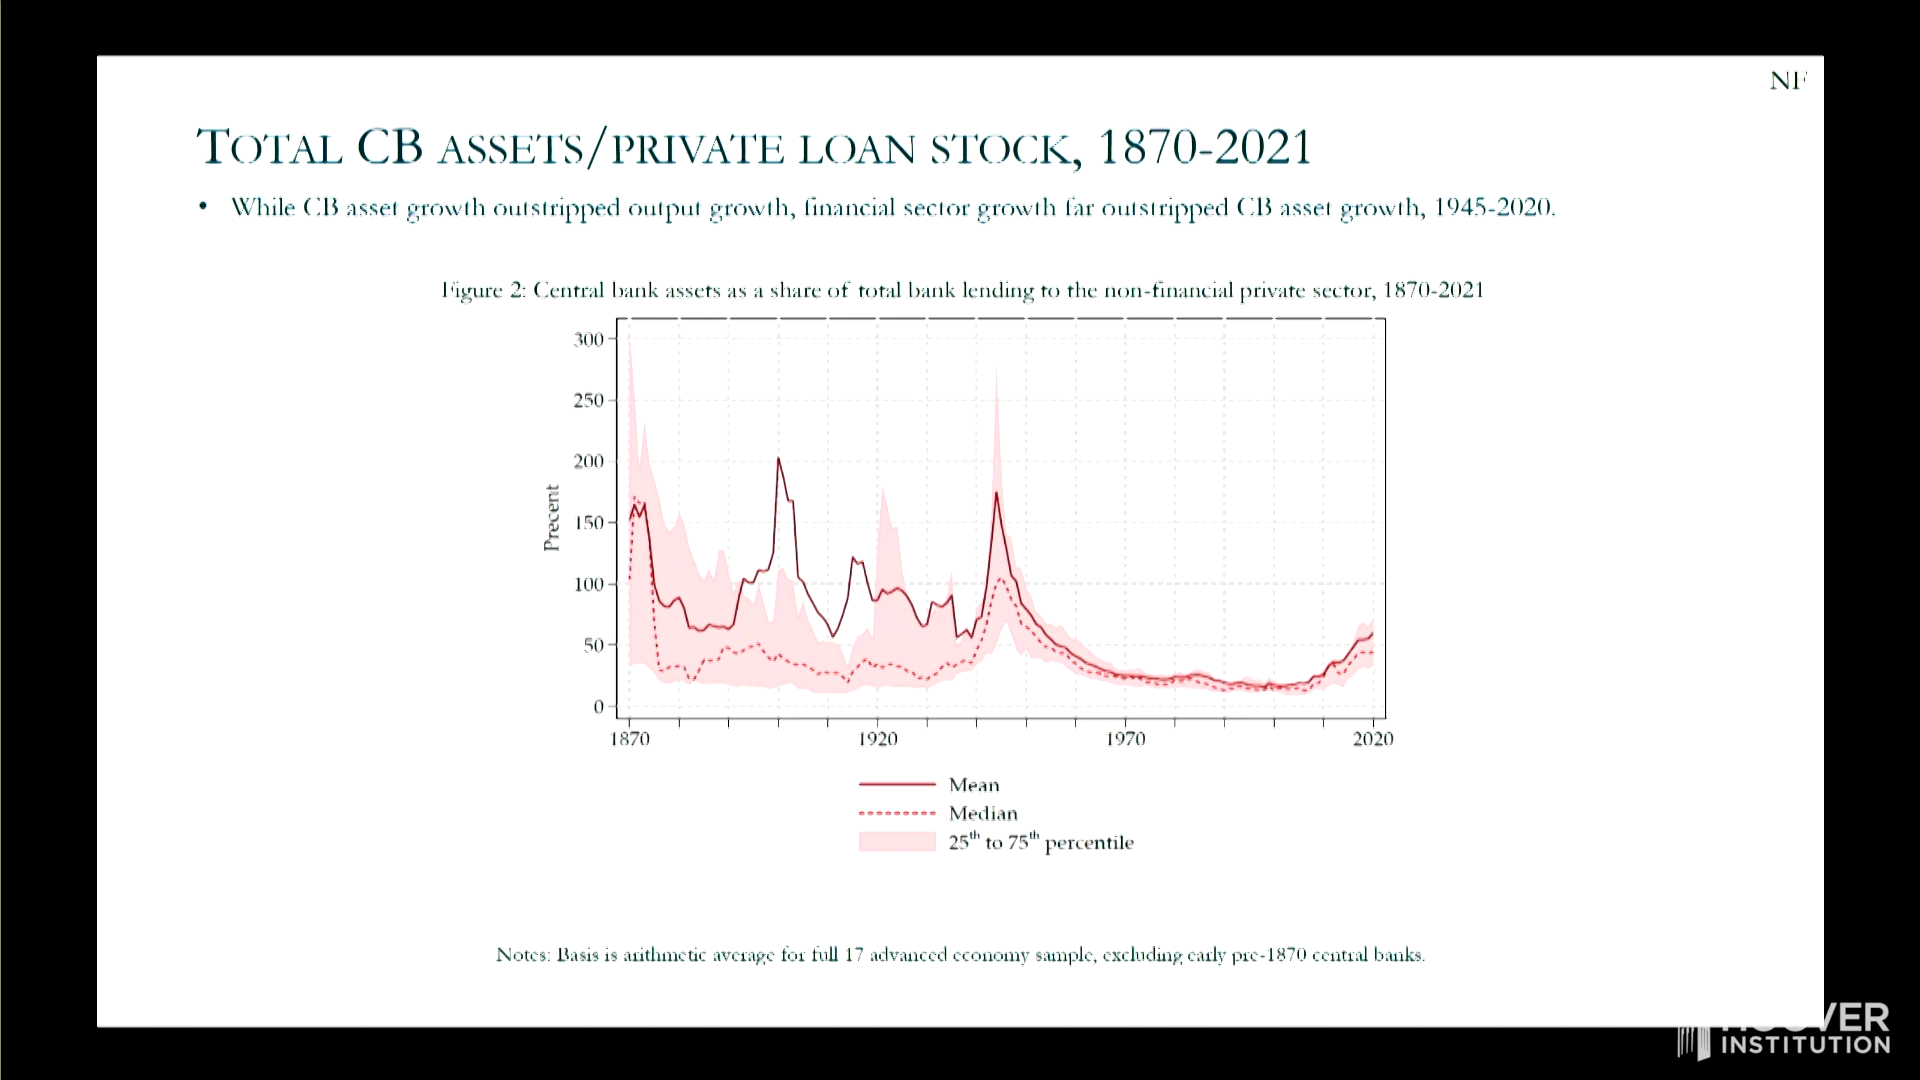 NF
TOTAL CB ASSETS/PRIVATE LOAN STOCK, 1870-2021
• While CB asset growth outstripped output growth, financial sector growth far outstripped CB asset growth, 1945-2020.
Figure 2: Central bank assets as a share of total bank lending to the non-financial private sector, 1870-2021
300
250
200
150
100
50
0
Precent
1870 1920 1970 2020
Mean
Median
25th to 75th percentile
Notes: Basis is arithmetic average for full 17 advanced economy sample, excluding early pre-1870 central banks.
HOOVER
INSTITUTION